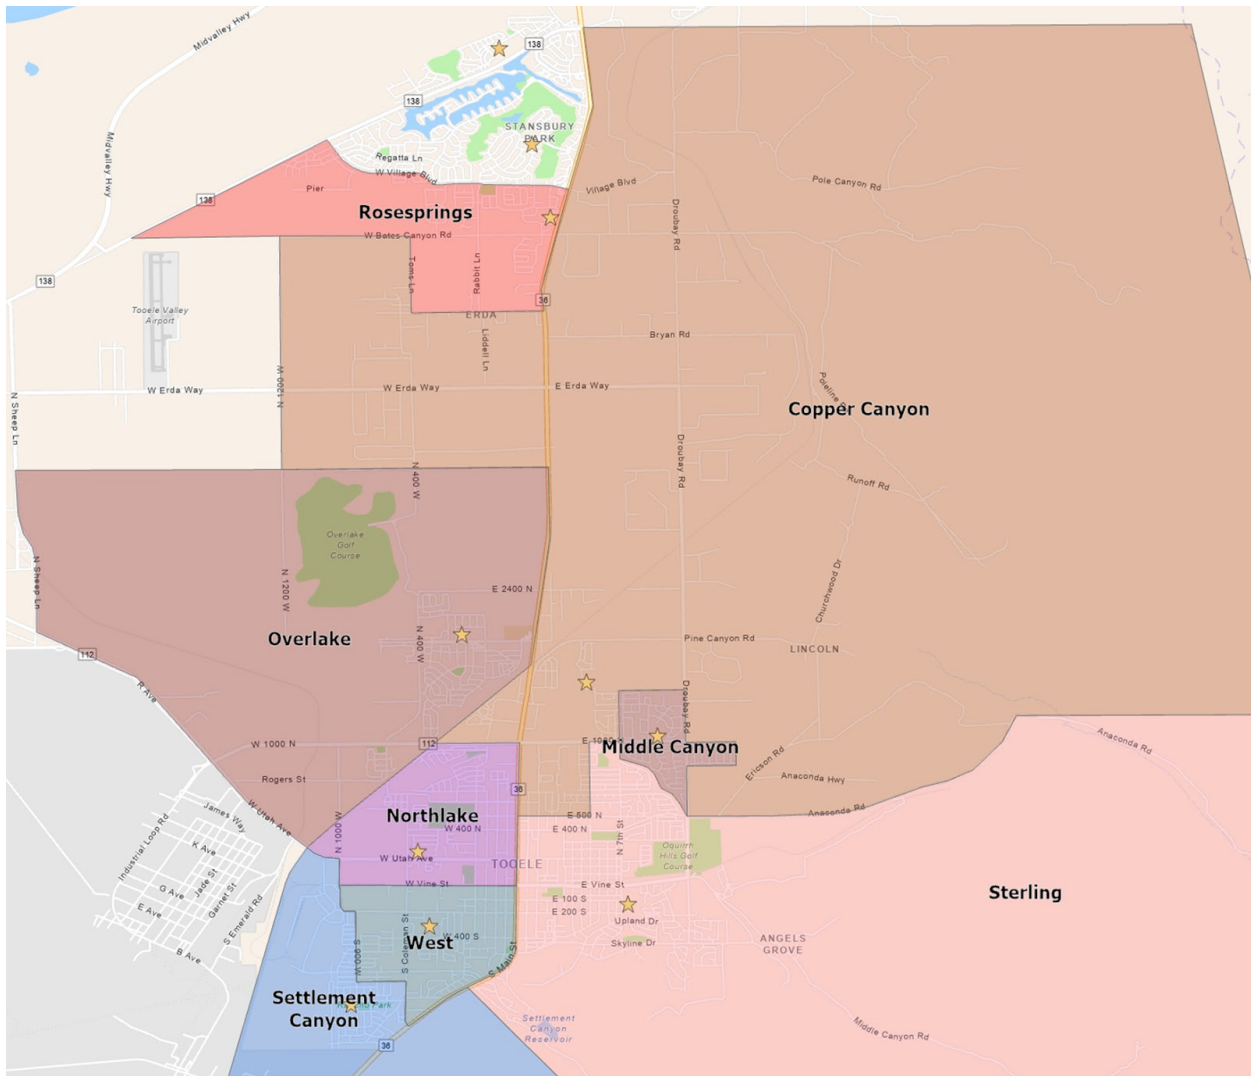 Midvalley Hwy
138
138
STANSBURY
PARK
Midvalley Hwy
Regatta Ln
W Village Blvd
Pier
138
Village Blvd
Pole Canyon Rd
Rosesprings
Droubay Rd
W Bates Canyon Rd
Toms Ln
Rabbit Ln
138
36
Tooele Valley
Airport
ERDA
Liddell Ln
Bryan Rd
N 1200 W
W Erda Way
W Erda Way
E Erda Way
N Sheep Ln
Copper Canyon
Droubay Rd
N 400 W
Runoff Rd
Overlake
Golf
Course
N Sheep Ln
N 1200 W
E 2400 N
Churchwood Dr
Overlake
N 400 W
Pine Canyon Rd
LINCOLN
112
R Ave
Droubay Rd
W 1000 N
112
Middle Canyon
Anaconda Rd
Ericson Rd
Rogers St
Anaconda Hwy
36
James Way
W Utah Ave
Northlake
E 500 N
Anaconda Rd
Industrial Loop Rd
N 1000 W
W 400 N
E 400 N
N 7th St
K Ave
W Utah Ave
TOOELE
Oquirrh
Hills Golf
Course
Jade St
G Ave
Garnet St
W Vine St
E Vine St
Sterling
E Ave
E 100 S
E 200 S
S Emerald Rd
Upland Dr
B Ave
S Coleman St
W 400 S
West
Skyline Dr
ANGELS
GROVE
S Main St
Settlement
Canyon
Settlement
Canyon
Reservoir
Middle Canyon Rd
36